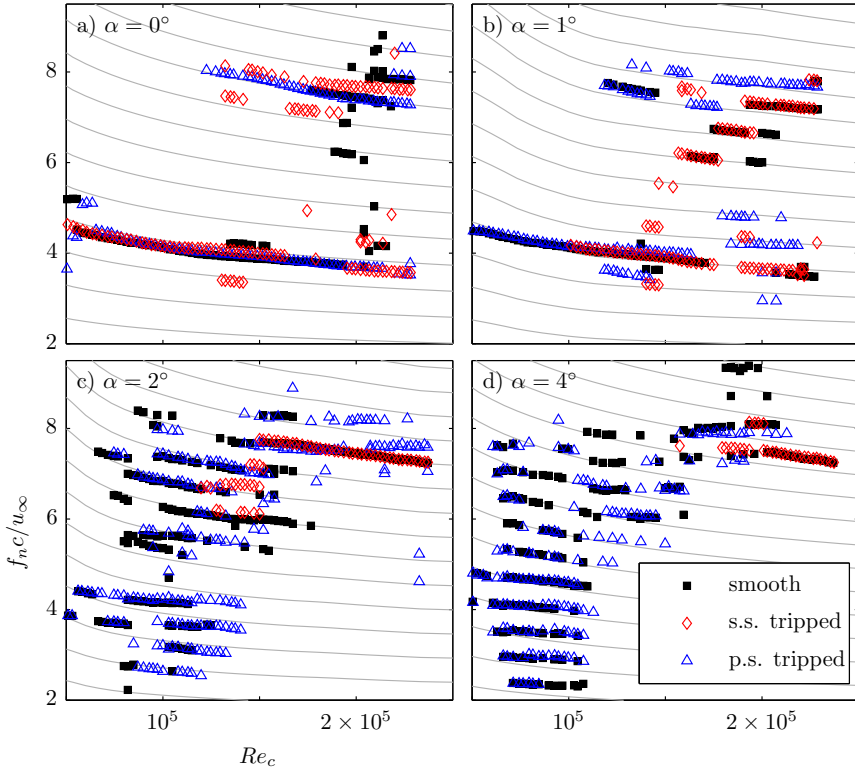 a) α = 0°
b) α = 1°
8
6
4
2
c) α = 2°
d) α = 4°
8
6
4
2
f_n c/u_∞
smooth
s.s. tripped
p.s. tripped
10^5
2 × 10^5
10^5
2 × 10^5
Re_c